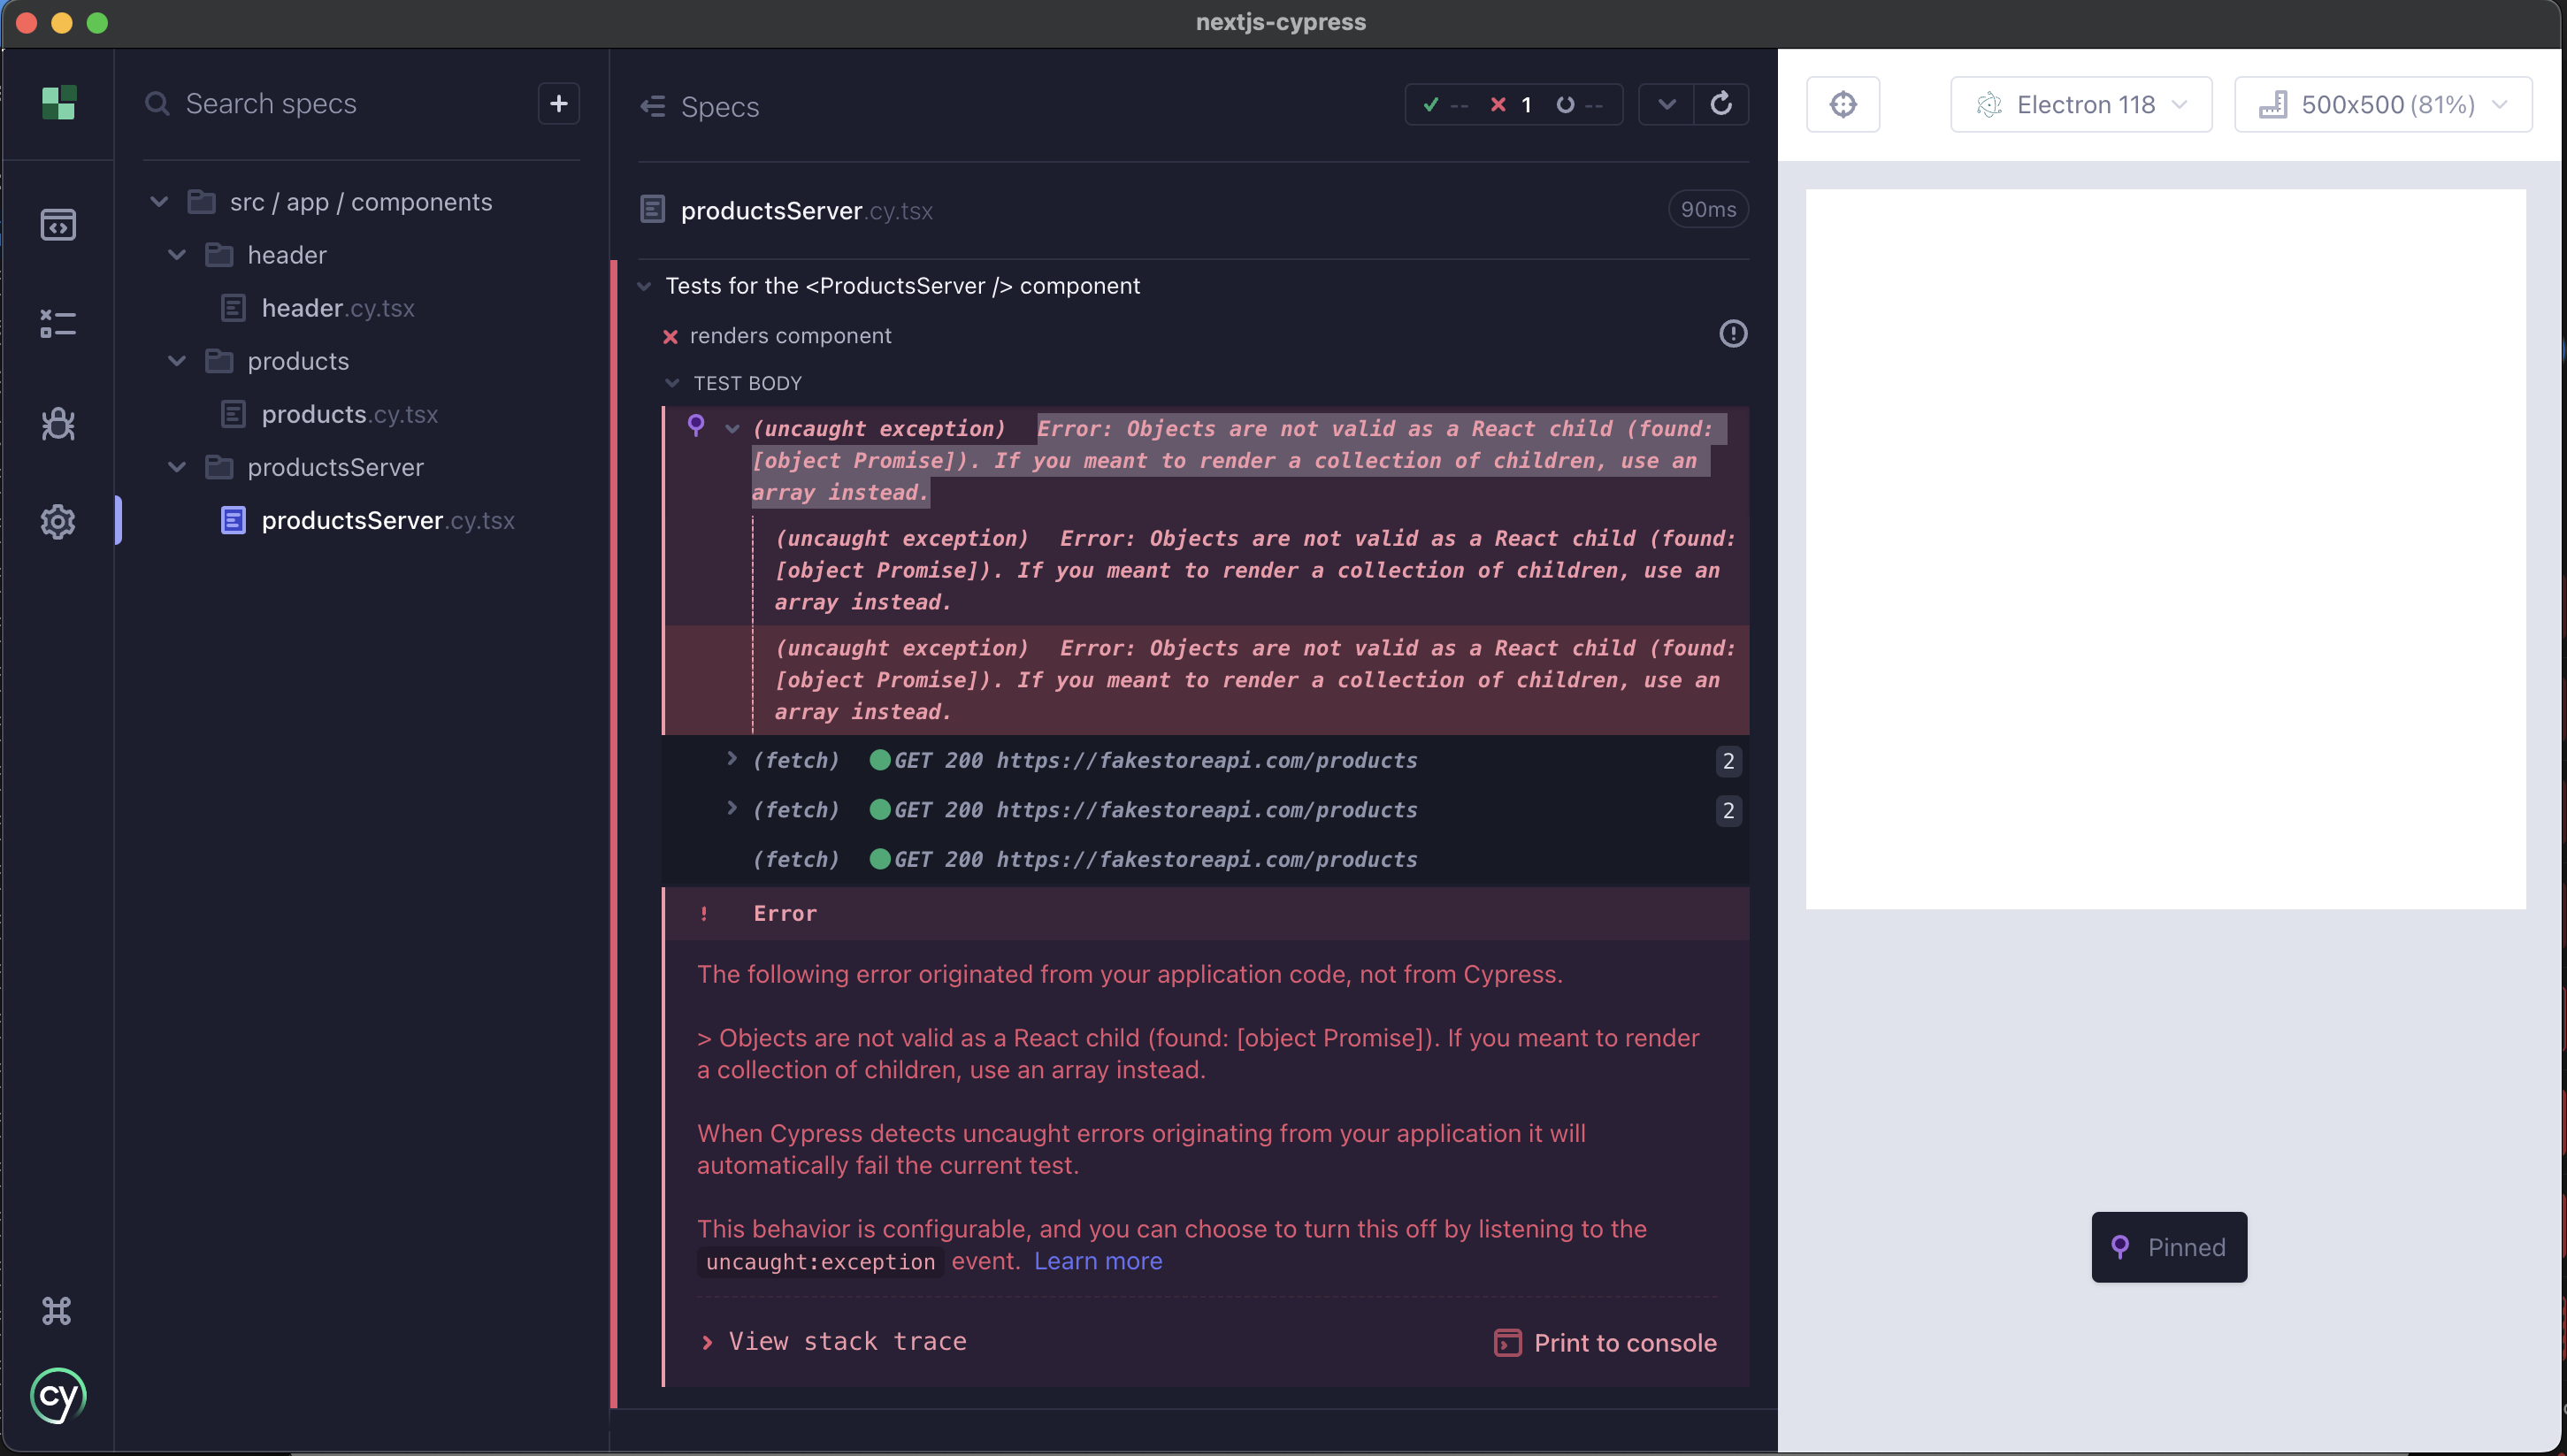 nextjs-cypress
Search specs
src / app / components
header
header.cy.tsx
products
products.cy.tsx
productsServer
productsServer.cy.tsx
cy
Specs
-- 1 --
productsServer.cy.tsx 90ms
Tests for the <ProductsServer /> component
renders component
TEST BODY
(uncaught exception) Error: Objects are not valid as a React child (found:
[object Promise]). If you meant to render a collection of children, use an
array instead.
(uncaught exception) Error: Objects are not valid as a React child (found:
[object Promise]). If you meant to render a collection of children, use an
array instead.
(uncaught exception) Error: Objects are not valid as a React child (found:
[object Promise]). If you meant to render a collection of children, use an
array instead.
(fetch) GET 200 https://fakestoreapi.com/products 2
(fetch) GET 200 https://fakestoreapi.com/products 2
(fetch) GET 200 https://fakestoreapi.com/products
! Error
The following error originated from your application code, not from Cypress.
> Objects are not valid as a React child (found: [object Promise]). If you meant to render
a collection of children, use an array instead.
When Cypress detects uncaught errors originating from your application it will
automatically fail the current test.
This behavior is configurable, and you can choose to turn this off by listening to the
uncaught:exception event. Learn more
View stack trace
Print to console
Electron 118
500x500 (81%)
Pinned